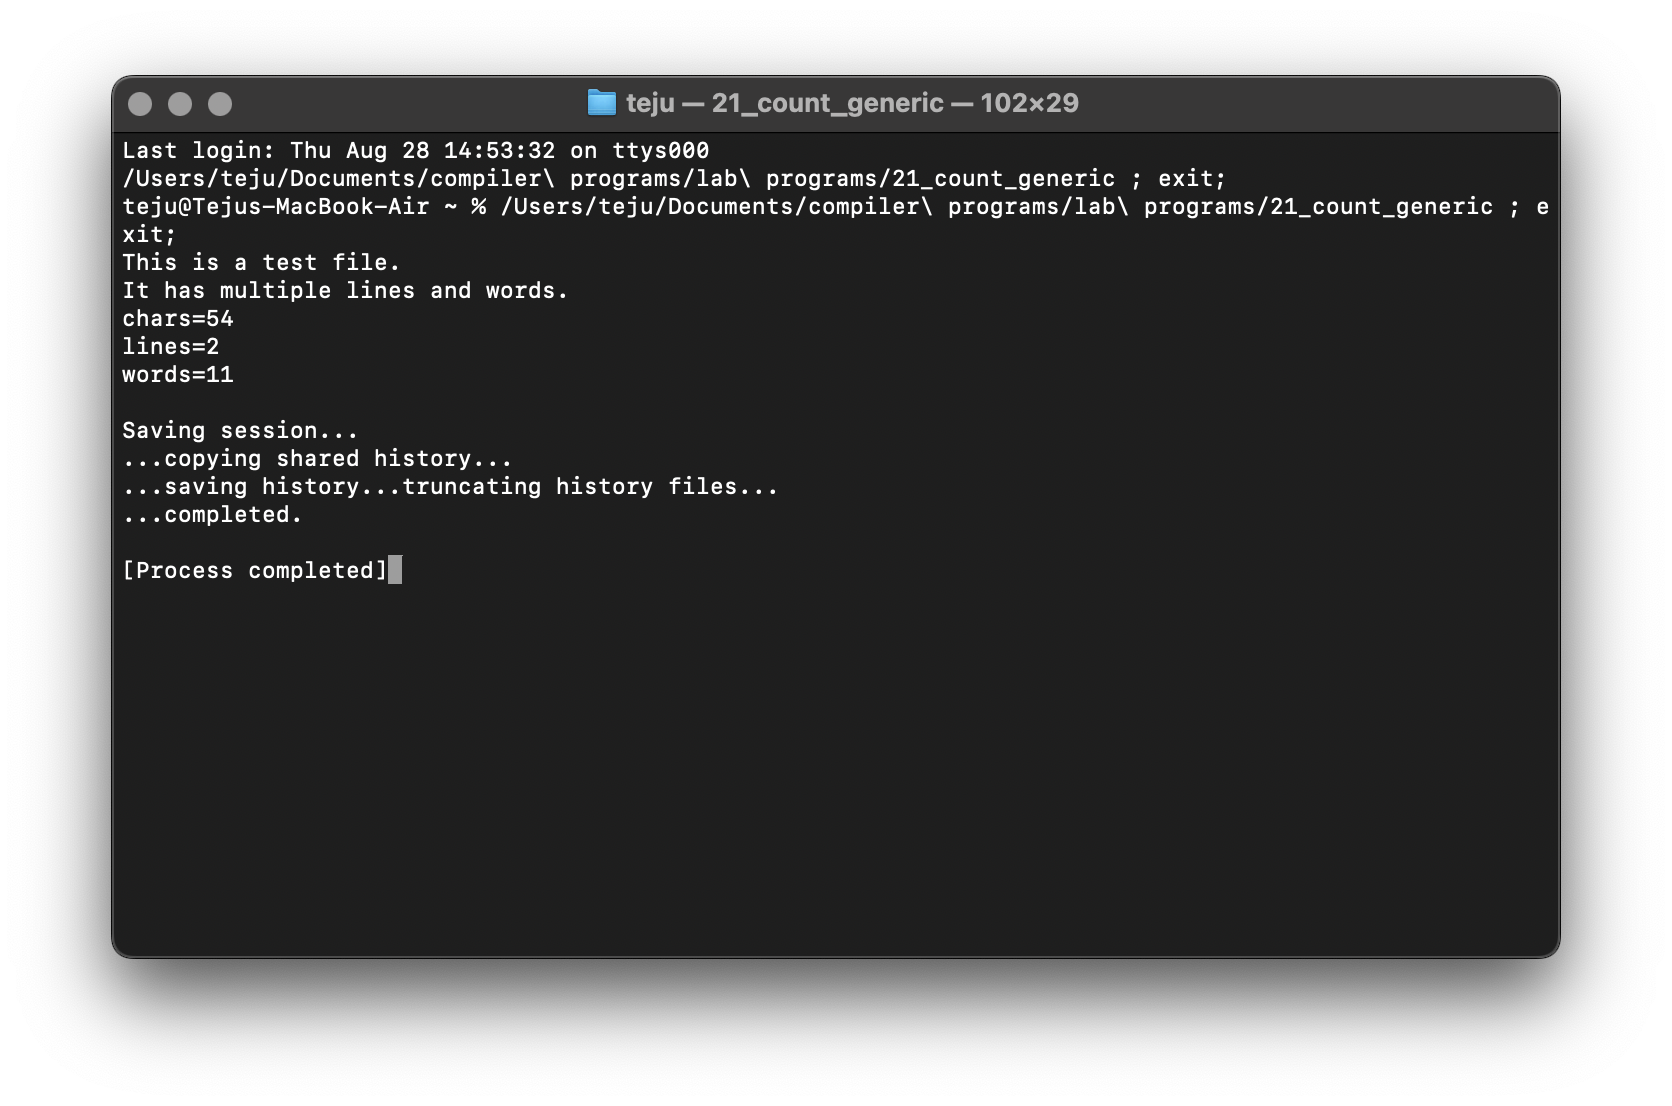 teju — 21_count_generic — 102×29
Last login: Thu Aug 28 14:53:32 on ttys000
/Users/teju/Documents/compiler\ programs/lab\ programs/21_count_generic ; exit;
teju@Tejus-MacBook-Air ~ % /Users/teju/Documents/compiler\ programs/lab\ programs/21_count_generic ; e
xit;
This is a test file.
It has multiple lines and words.
chars=54
lines=2
words=11
Saving session...
...copying shared history...
...saving history...truncating history files...
...completed.
[Process completed]